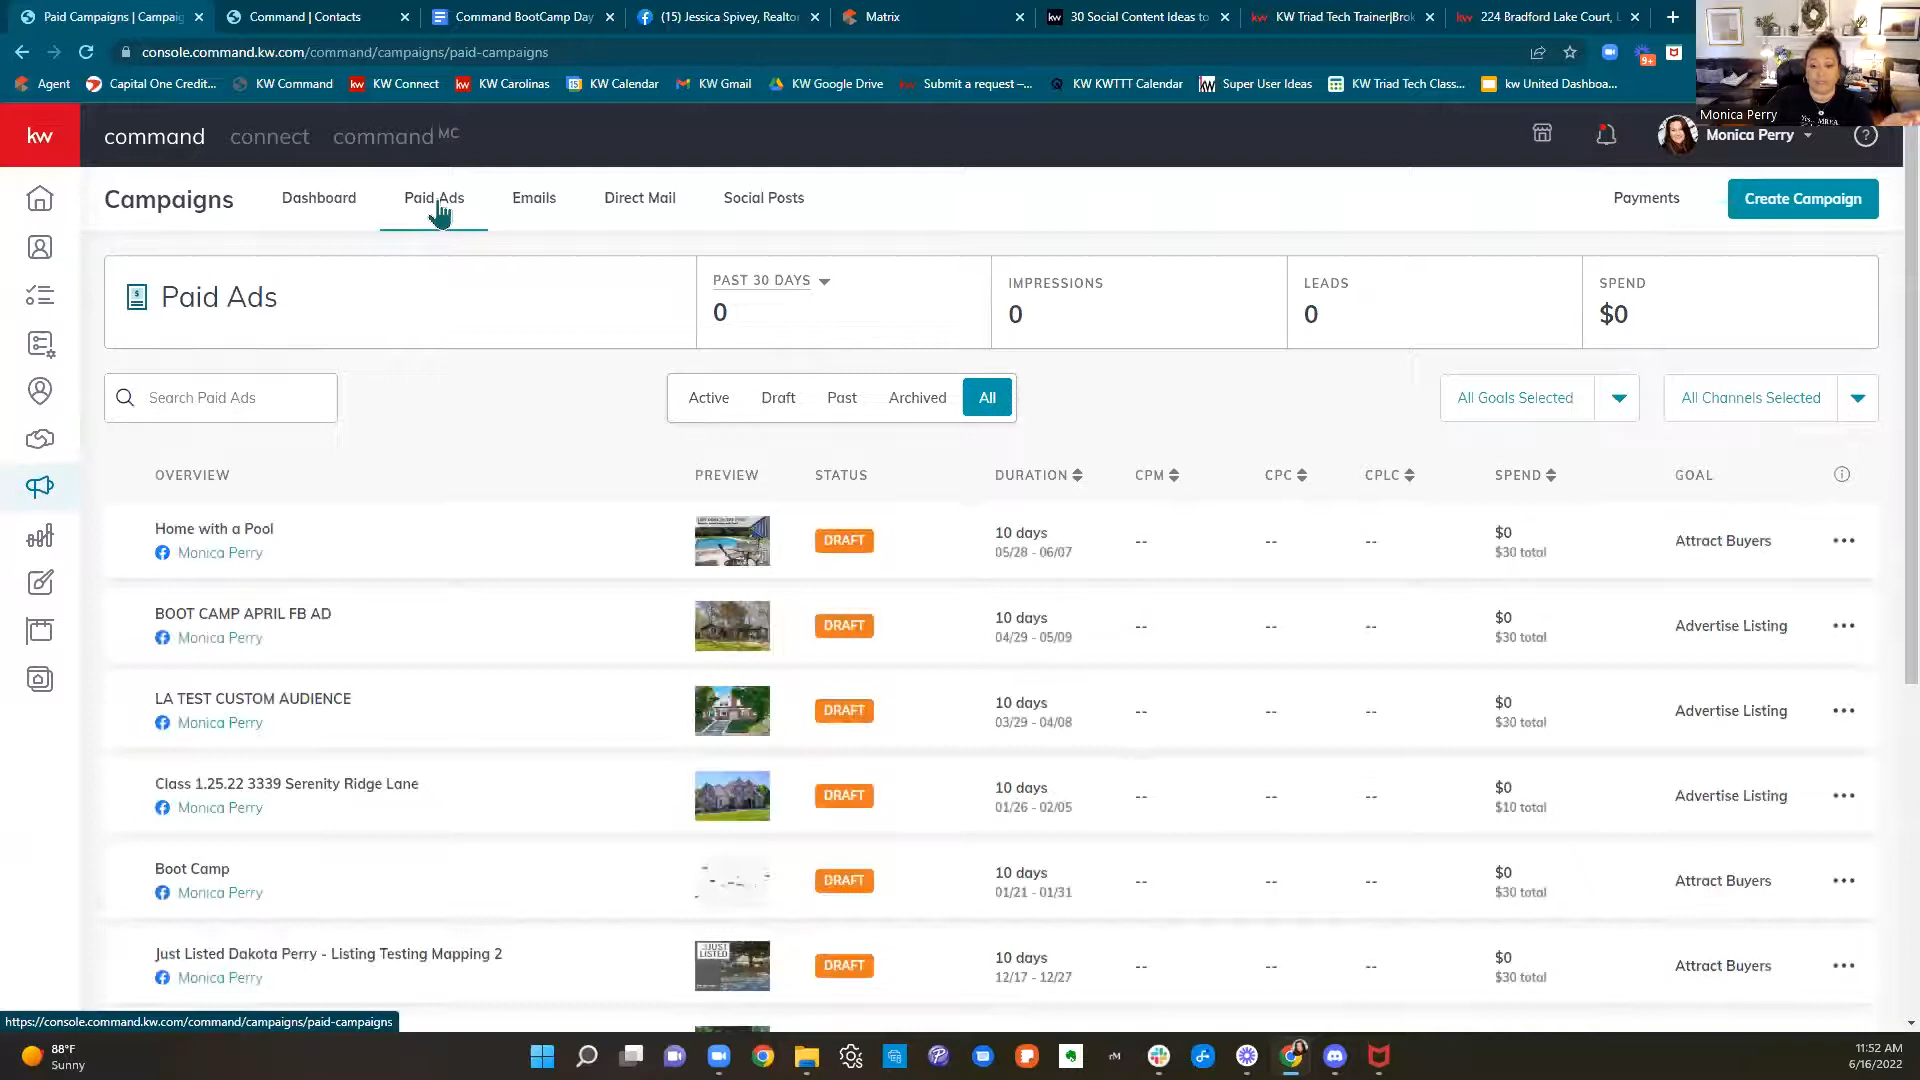 Paid Campaigns | Campaig
Command | Contacts
Command BootCamp Day
(15) Jessica Spivey, Realto
Matrix
30 Social Content Ideas to
KW Triad Tech Trainer|Brok
224 Bradford Lake Court, L
console.command.kw.com/command/campaigns/paid-campaigns
9+
Agent
Capital One Credit...
KW Command
KW Connect
KW Carolinas
KW Calendar
KW Gmail
KW Google Drive
Submit a request –...
KW KWTTT Calendar
Super User Ideas
KW Triad Tech Class...
kw United Dashboa...
Monica Perry
kw
command
connect
command MC
Monica Perry
Campaigns
Dashboard
Paid Ads
Emails
Direct Mail
Social Posts
Payments
Create Campaign
Paid Ads
PAST 30 DAYS
0
IMPRESSIONS
0
LEADS
0
SPEND
$0
Search Paid Ads
Active
Draft
Past
Archived
All
All Goals Selected
All Channels Selected
OVERVIEW
PREVIEW
STATUS
DURATION
CPM
CPC
CPLC
SPEND
GOAL
Home with a Pool
Monica Perry
DRAFT
10 days
05/28 - 06/07
--
--
--
$0
$30 total
Attract Buyers
BOOT CAMP APRIL FB AD
Monica Perry
DRAFT
10 days
04/29 - 05/09
--
--
--
$0
$30 total
Advertise Listing
LA TEST CUSTOM AUDIENCE
Monica Perry
DRAFT
10 days
03/29 - 04/08
--
--
--
$0
$30 total
Advertise Listing
Class 1.25.22 3339 Serenity Ridge Lane
Monica Perry
DRAFT
10 days
01/26 - 02/05
--
--
--
$0
$10 total
Advertise Listing
Boot Camp
Monica Perry
DRAFT
10 days
01/21 - 01/31
--
--
--
$0
$30 total
Attract Buyers
Just Listed Dakota Perry - Listing Testing Mapping 2
Monica Perry
JUST
LISTED
DRAFT
10 days
12/17 - 12/27
--
--
--
$0
$30 total
Attract Buyers
https://console.command.kw.com/command/campaigns/paid-campaigns
88°F
Sunny
rM
11:52 AM
6/16/2022